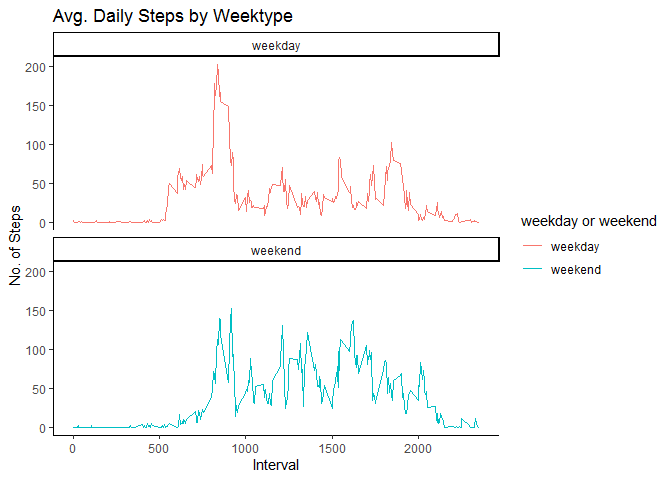 Avg. Daily Steps by Weektype
weekday
200
150
100
50
0
weekend
200
150
100
50
0
No. of Steps
0 500 1000 1500 2000
Interval
weekday or weekend
weekday
weekend